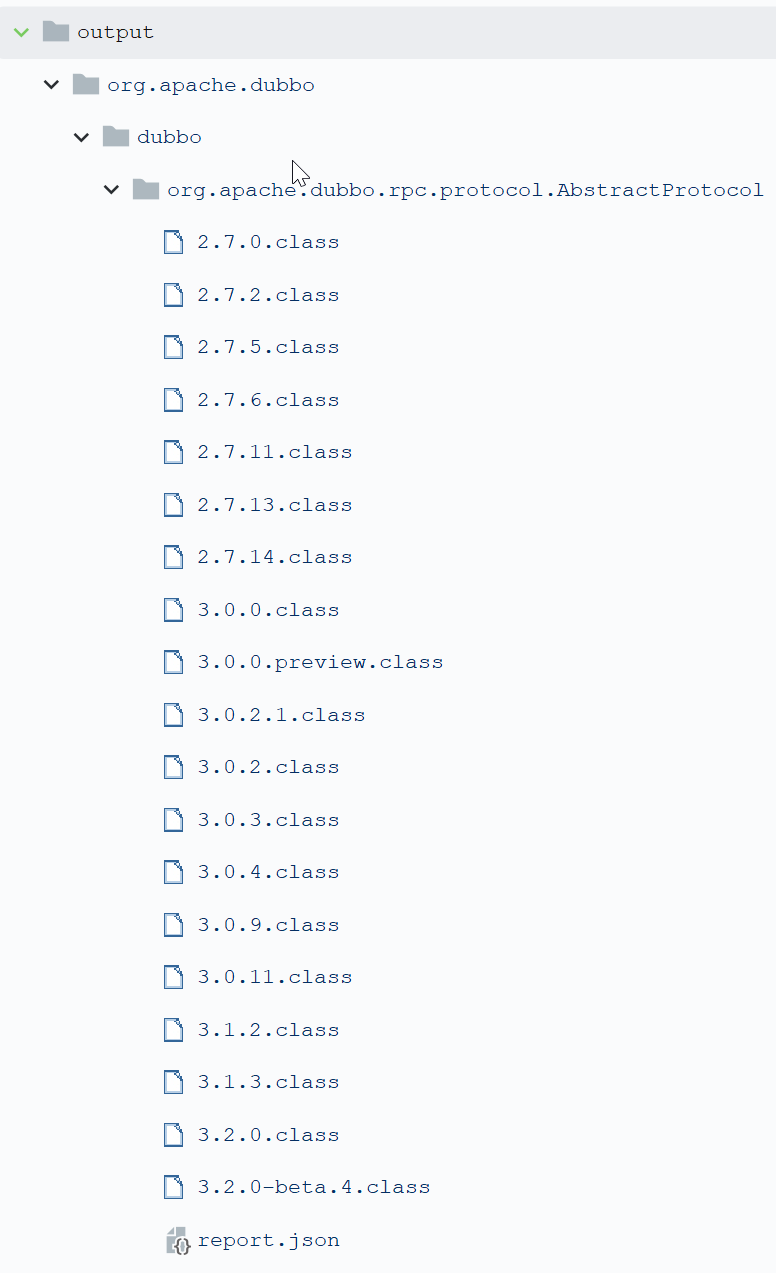 output
org.apache.dubbo
dubbo
org.apache.dubbo.rpc.protocol.AbstractProtocol
2.7.0.class
2.7.2.class
2.7.5.class
2.7.6.class
2.7.11.class
2.7.13.class
2.7.14.class
3.0.0.class
3.0.0.preview.class
3.0.2.1.class
3.0.2.class
3.0.3.class
3.0.4.class
3.0.9.class
3.0.11.class
3.1.2.class
3.1.3.class
3.2.0.class
3.2.0-beta.4.class
report.json